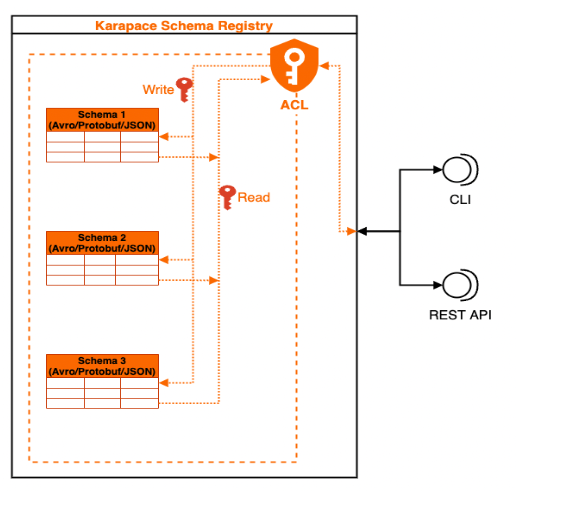 Karapace Schema Registry
Write
ACL
Schema 1
(Avro/Protobuf/JSON)
Read
CLI
Schema 2
(Avro/Protobuf/JSON)
REST API
Schema 3
(Avro/Protobuf/JSON)